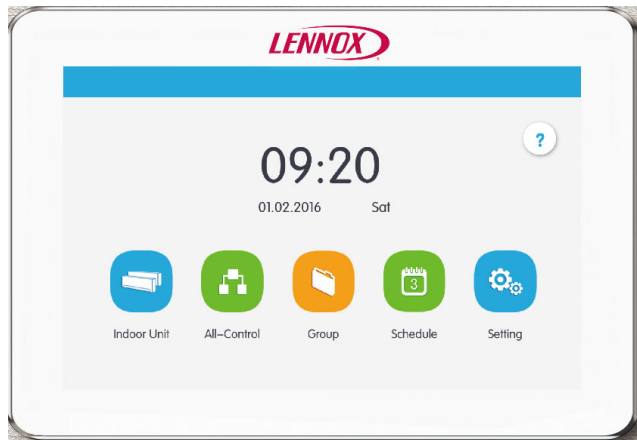 LENNOX
?
09:20
01.02.2016 Sat
3
Indoor Unit All-Control Group Schedule Setting